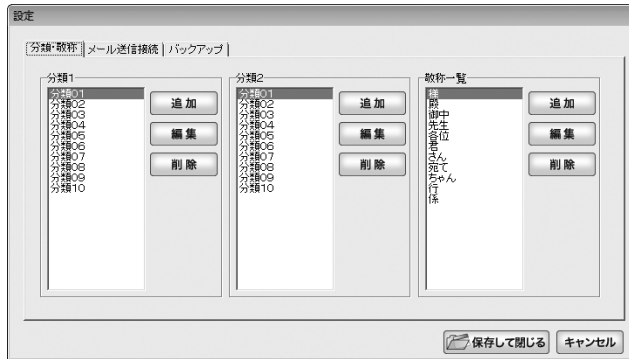 設定
分類・敬称
メール送信接続
バックアップ
分類1
分類01
分類02
分類03
分類04
分類05
分類06
分類07
分類08
分類09
分類10
追加
編集
削除
分類2
分類01
分類02
分類03
分類04
分類05
分類06
分類07
分類08
分類09
分類10
追加
編集
削除
敬称一覧
様
殿
御中
先生
各位
君
さん
宛て
ちゃん
行
係
追加
編集
削除
保存して閉じる
キャンセル